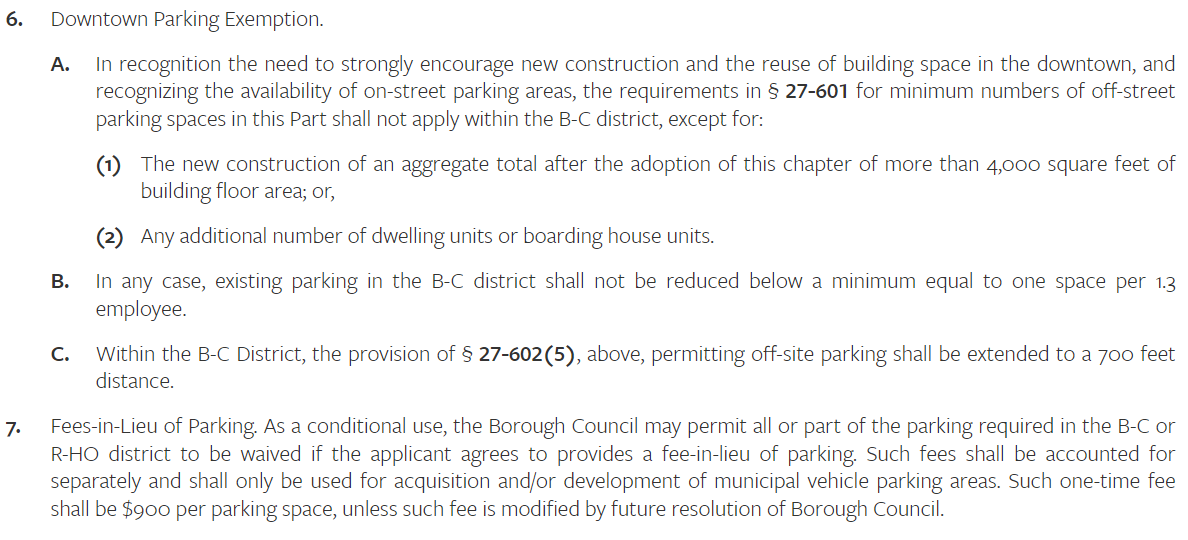 6. Downtown Parking Exemption.
A. In recognition the need to strongly encourage new construction and the reuse of building space in the downtown, and
recognizing the availability of on-street parking areas, the requirements in § 27-601 for minimum numbers of off-street
parking spaces in this Part shall not apply within the B-C district, except for:
(1) The new construction of an aggregate total after the adoption of this chapter of more than 4,000 square feet of
building floor area; or,
(2) Any additional number of dwelling units or boarding house units.
B. In any case, existing parking in the B-C district shall not be reduced below a minimum equal to one space per 1.3
employee.
C. Within the B-C District, the provision of § 27-602(5), above, permitting off-site parking shall be extended to a 700 feet
distance.
7. Fees-in-Lieu of Parking. As a conditional use, the Borough Council may permit all or part of the parking required in the B-C or
R-HO district to be waived if the applicant agrees to provides a fee-in-lieu of parking. Such fees shall be accounted for
separately and shall only be used for acquisition and/or development of municipal vehicle parking areas. Such one-time fee
shall be $900 per parking space, unless such fee is modified by future resolution of Borough Council.